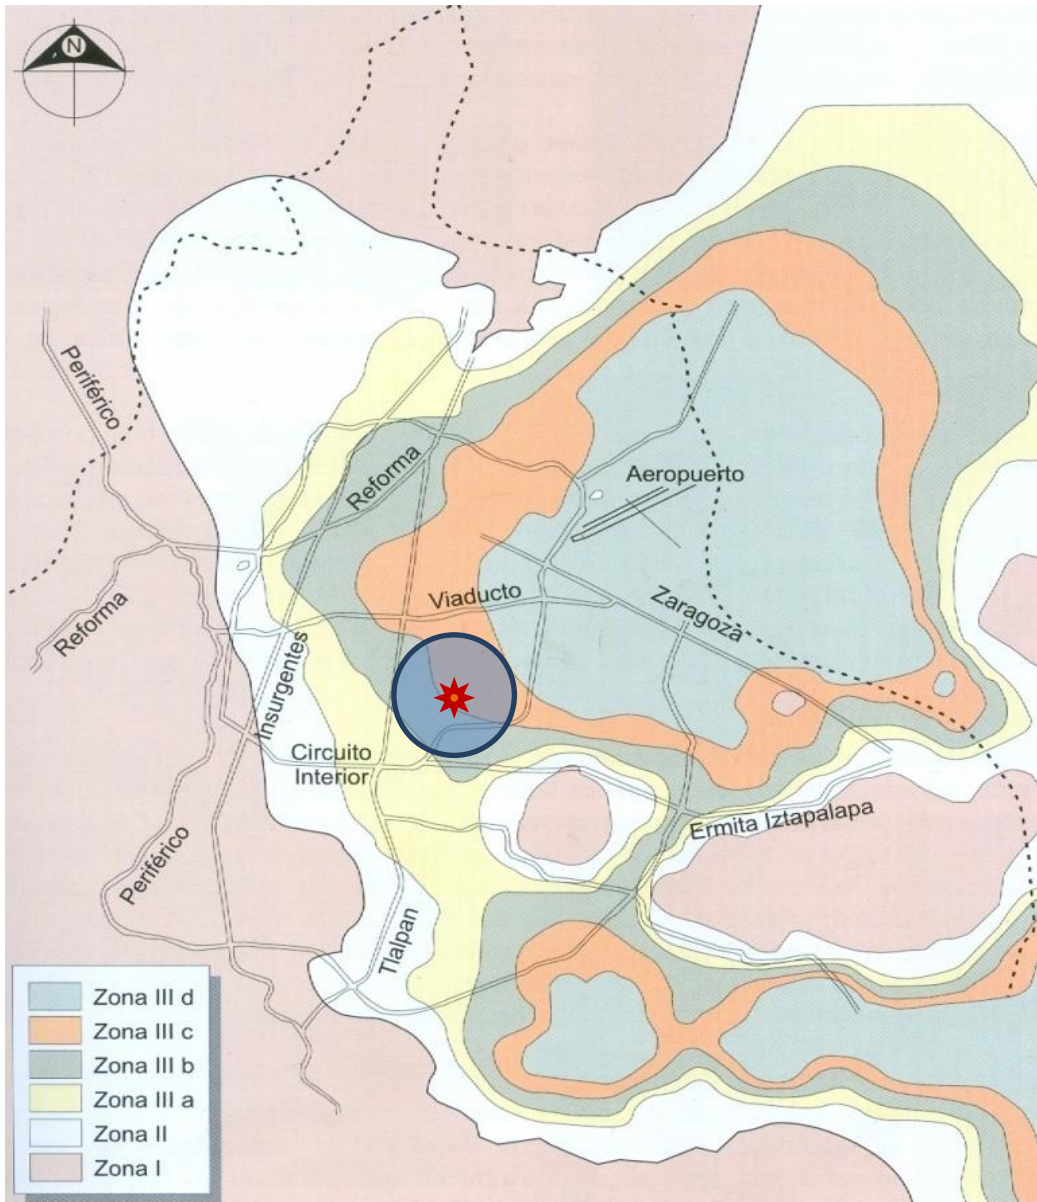 N
Periférico
Reforma
Aeropuerto
Reforma
Viaducto
Zaragoza
Insurgentes
Circuito
Interior
Ermita Iztapalapa
Periférico
Tlalpan
Zona III d
Zona III c
Zona III b
Zona III a
Zona II
Zona I